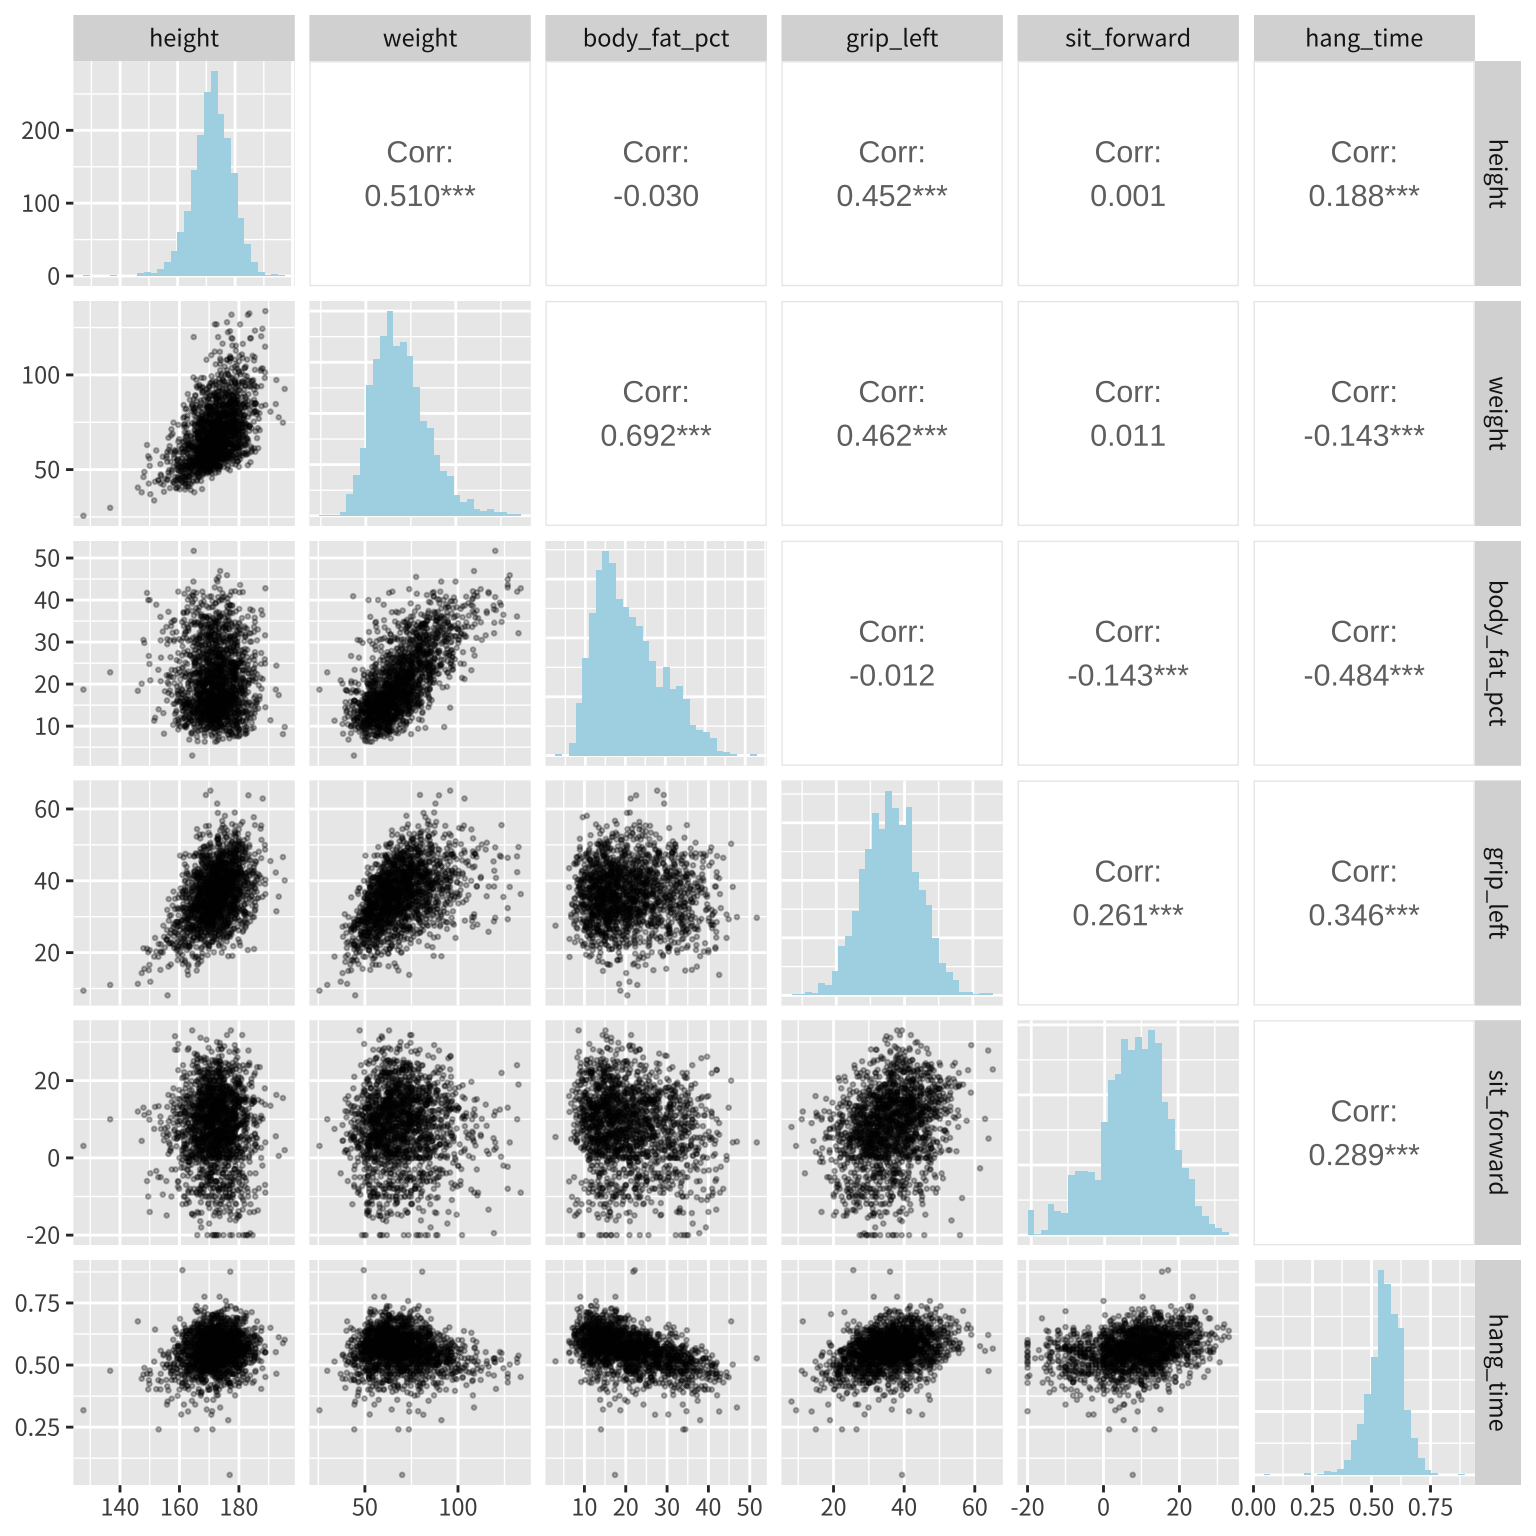 height weight body_fat_pct grip_left sit_forward hang_time
200
100
0
Corr: Corr: Corr: Corr: Corr:
0.510*** -0.030 0.452*** 0.001 0.188***
height
100
50
Corr: Corr: Corr: Corr:
0.692*** 0.462*** 0.011 -0.143***
weight
50
40
30
20
10
Corr: Corr: Corr:
-0.012 -0.143*** -0.484***
body_fat_pct
60
40
20
Corr: Corr:
0.261*** 0.346***
grip_left
20
0
-20
Corr:
0.289***
sit_forward
0.75
0.50
0.25
hang_time
140 160 180 50 100 10 20 30 40 50 20 40 60 -20 0 20 0.00 0.25 0.50 0.75